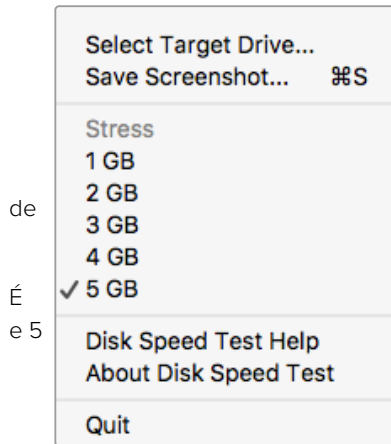 Select Target Drive...
Save Screenshot... ⌘S
Stress
1 GB
2 GB
de
3 GB
4 GB
É
✓ 5 GB
e 5
Disk Speed Test Help
About Disk Speed Test
Quit